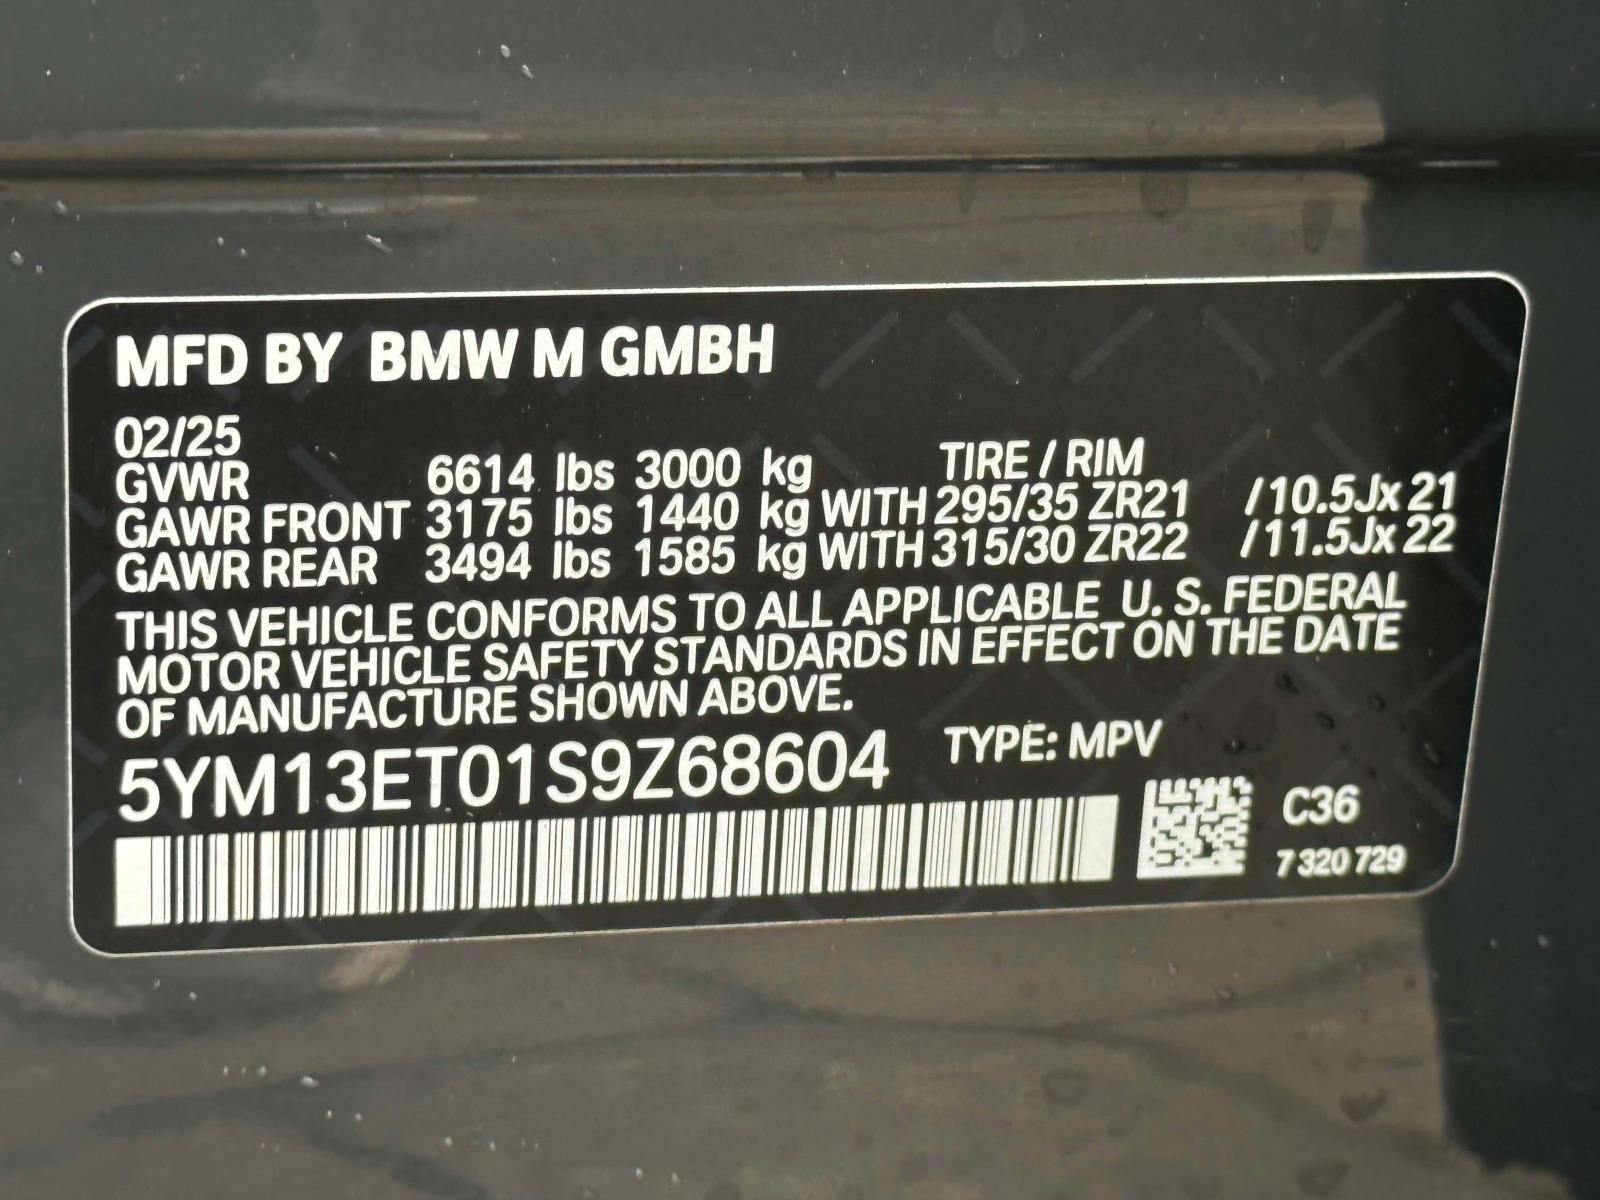 MFD BY BMW M GMBH
02/25
TIRE / RIM
GVWR 6614 lbs 3000 kg
GAWR FRONT 3175 lbs 1440 kg WITH 295/35 ZR21 /10.5Jx 21
GAWR REAR 3494 lbs 1585 kg WITH 315/30 ZR22 /11.5Jx 22
THIS VEHICLE CONFORMS TO ALL APPLICABLE U. S. FEDERAL
MOTOR VEHICLE SAFETY STANDARDS IN EFFECT ON THE DATE
OF MANUFACTURE SHOWN ABOVE.
5YM13ET01S9Z68604 TYPE: MPV
C36
7 320 729